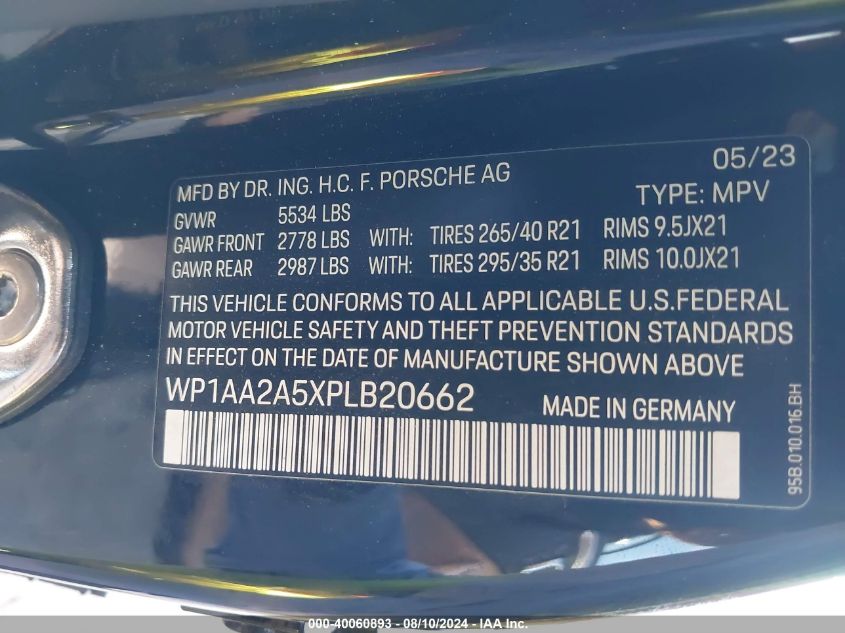 05/23
MFD BY DR. ING. H.C. F. PORSCHE AG
TYPE: MPV
GVWR 5534 LBS
GAWR FRONT 2778 LBS WITH: TIRES 265/40 R21 RIMS 9.5JX21
GAWR REAR 2987 LBS WITH: TIRES 295/35 R21 RIMS 10.0JX21
THIS VEHICLE CONFORMS TO ALL APPLICABLE U.S.FEDERAL
MOTOR VEHICLE SAFETY AND THEFT PREVENTION STANDARDS
IN EFFECT ON THE DATE OF MANUFACTURE SHOWN ABOVE
WP1AA2A5XPLB20662 MADE IN GERMANY
95B.010.016.BH
000-40060893 - 08/10/2024 - IAAI Inc.